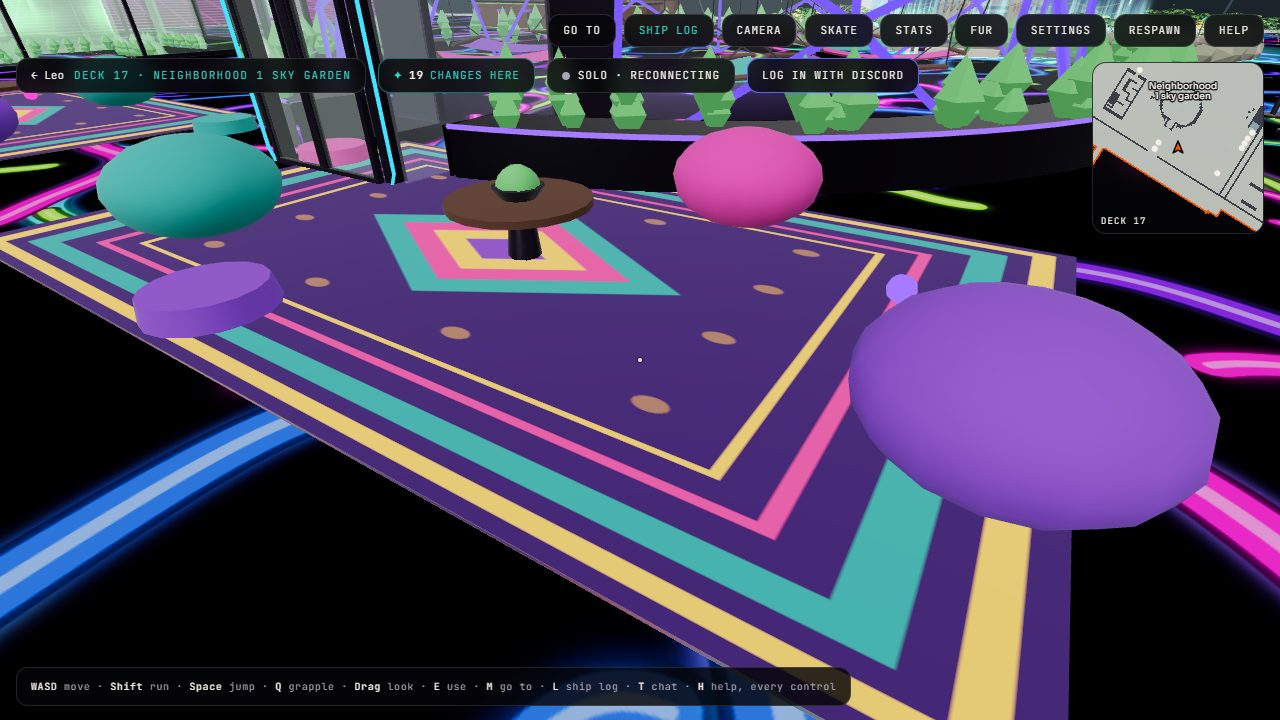 GO TO
SHIP LOG
CAMERA
SKATE
STATS
FUR
SETTINGS
RESPAWN
HELP
← Leo DECK 17 · NEIGHBORHOOD 1 SKY GARDEN
✦ 19 CHANGES HERE
● SOLO · RECONNECTING
LOG IN WITH DISCORD
Neighborhood
1 sky garden
DECK 17
WASD move · Shift run · Space jump · Q grapple · Drag look · E use · M go to · L ship log · T chat · H help, every control